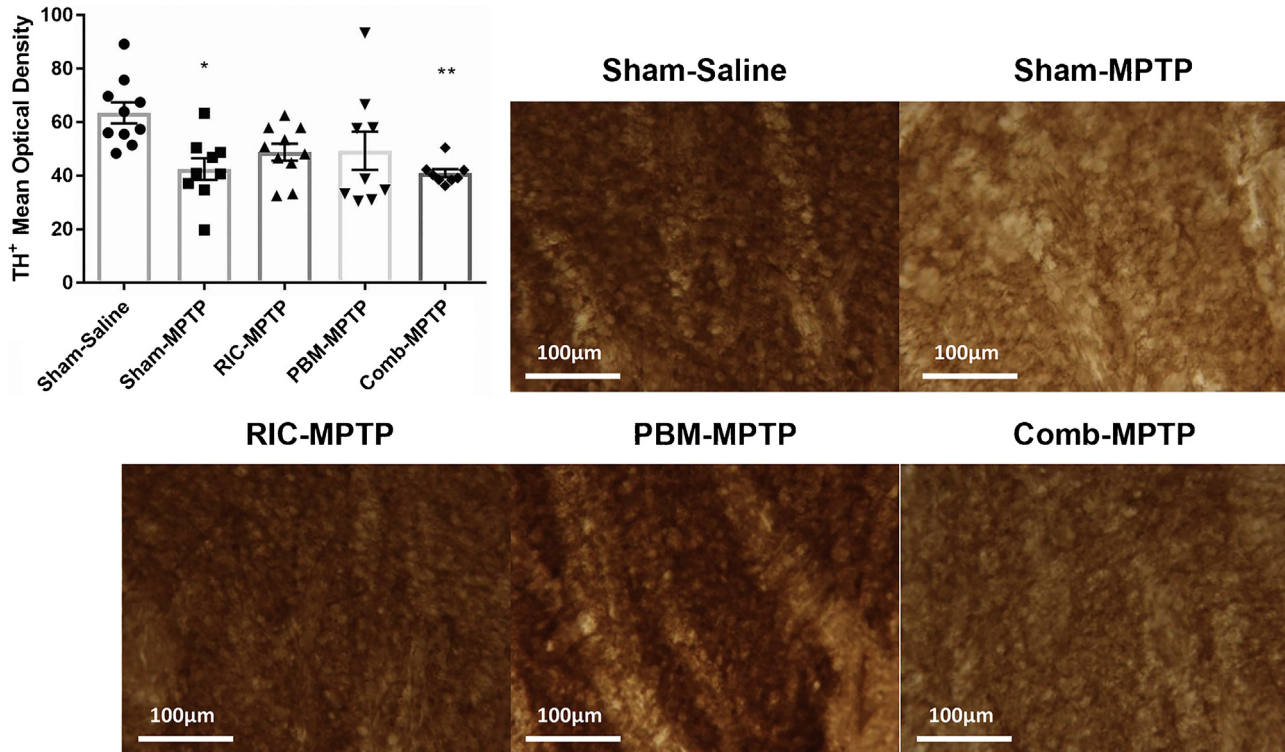 TH+ Mean Optical Density
100
80
60
40
20
0
*
**
Sham-Saline
Sham-MPTP
RIC-MPTP
PBM-MPTP
Comb-MPTP
Sham-Saline
Sham-MPTP
100µm
100µm
RIC-MPTP
PBM-MPTP
Comb-MPTP
100µm
100µm
100µm